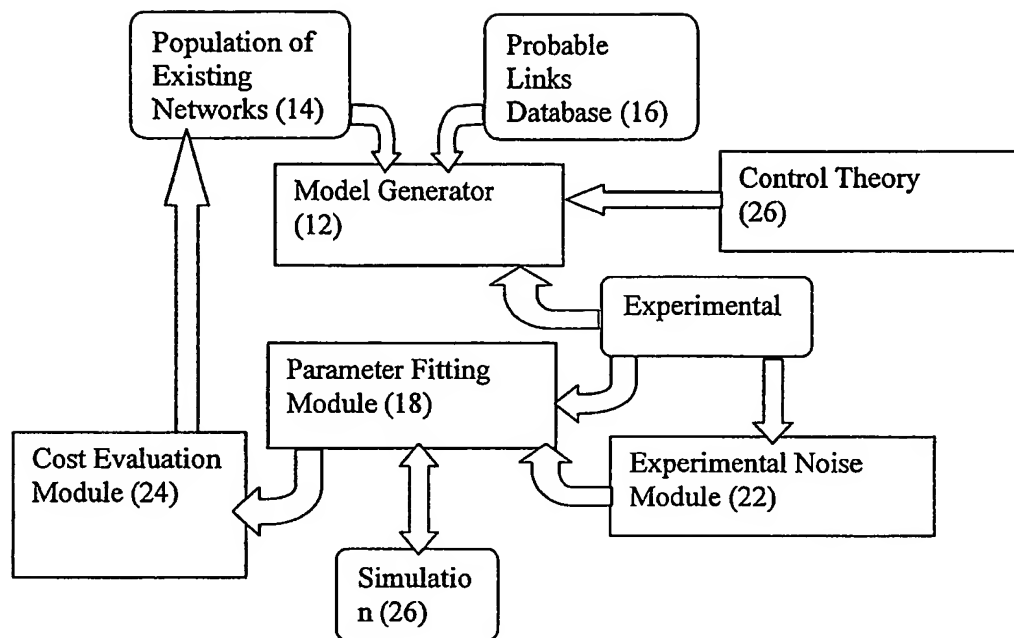 Population of
Existing
Networks (14)
Probable
Links
Database (16)
Model Generator
(12)
Control Theory
(26)
Experimental
Parameter Fitting
Module (18)
Cost Evaluation
Module (24)
Experimental Noise
Module (22)
Simulatio
n (26)